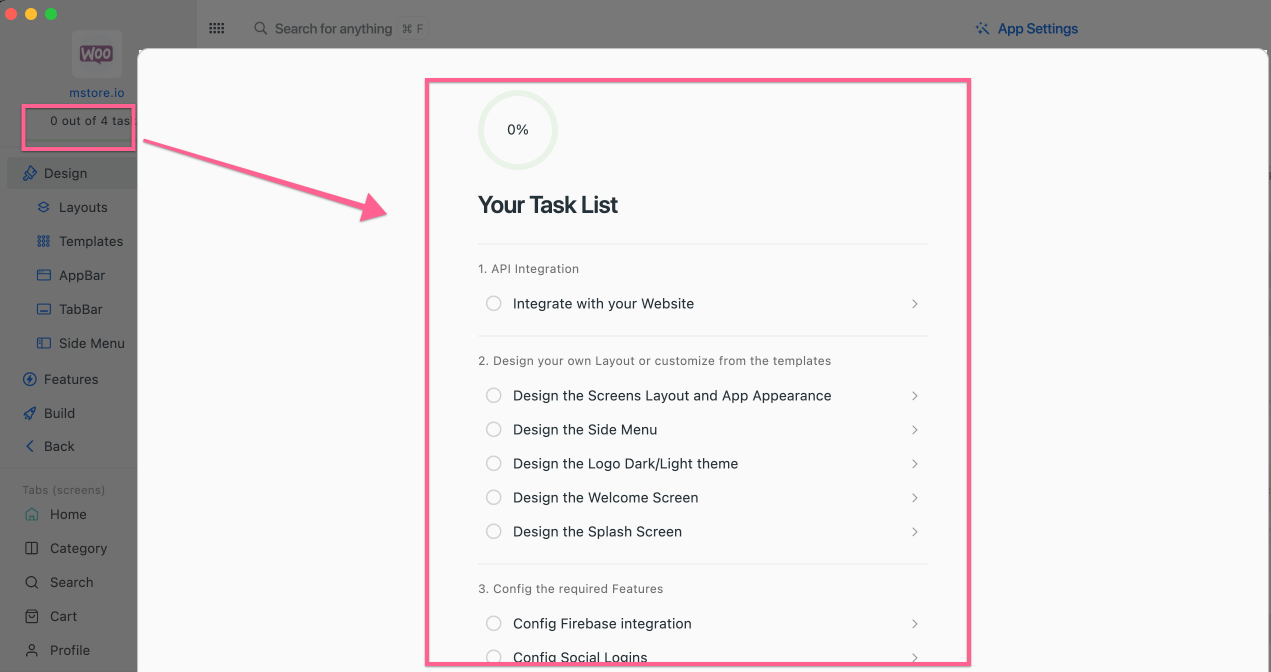 Search for anything ⌘ F
App Settings
WOO
mstore.io
0 out of 4 tas
Design
Layouts
Templates
AppBar
TabBar
Side Menu
Features
Build
Back
Tabs (screens)
Home
Category
Search
Cart
Profile
0%
Your Task List
1. API Integration
Integrate with your Website
2. Design your own Layout or customize from the templates
Design the Screens Layout and App Appearance
Design the Side Menu
Design the Logo Dark/Light theme
Design the Welcome Screen
Design the Splash Screen
3. Config the required Features
Config Firebase integration
Config Social Logins